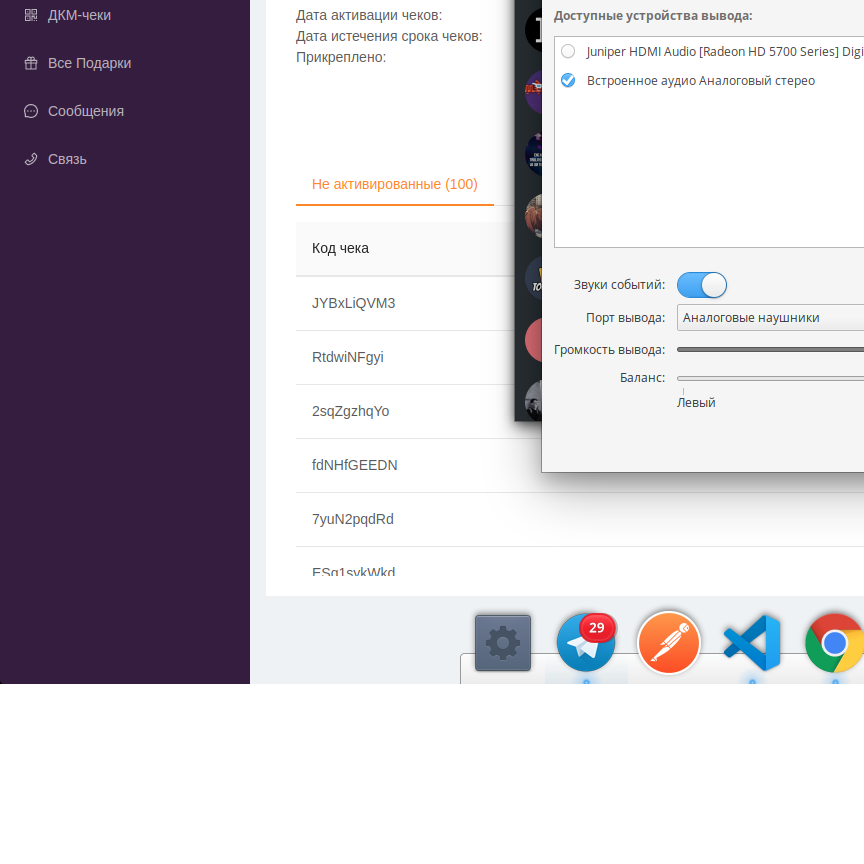 ДКМ-чеки
Все Подарки
Сообщения
Связь
Дата активации чеков:
Дата истечения срока чеков:
Прикреплено:
Не активированные (100)
Код чека
JYBxLiQVM3
RtdwiNFgyi
2sqZgzhqYo
fdNHfGEEDN
7yuN2pqdRd
ESq1svkWkd
Доступные устройства вывода:
Juniper HDMI Audio [Radeon HD 5700 Series] Digi
Встроенное аудио Аналоговый стерео
Звуки событий:
Порт вывода:
Аналоговые наушники
Громкость вывода:
Баланс:
Левый
29